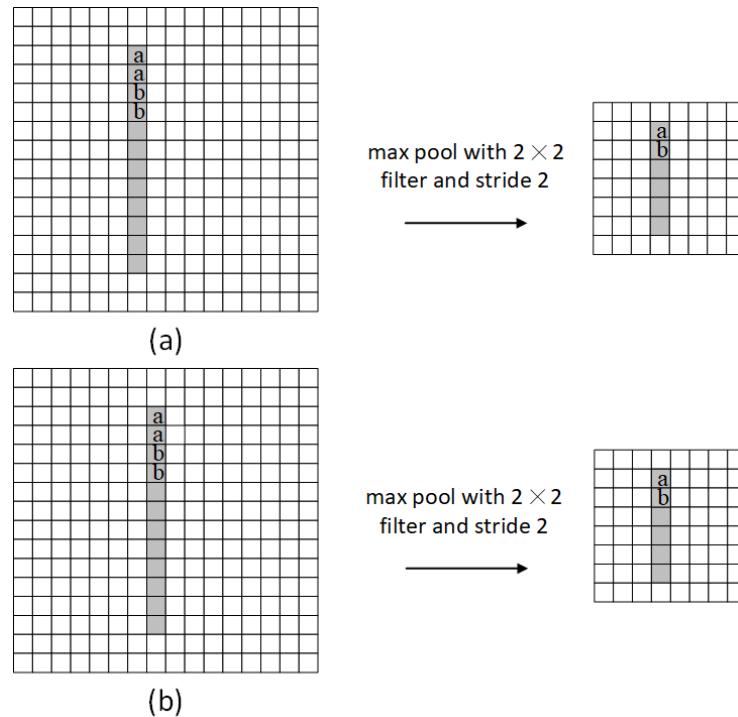 a
a
b
b
max pool with 2 × 2
filter and stride 2
a
b
(a)
a
a
b
b
max pool with 2 × 2
filter and stride 2
a
b
(b)